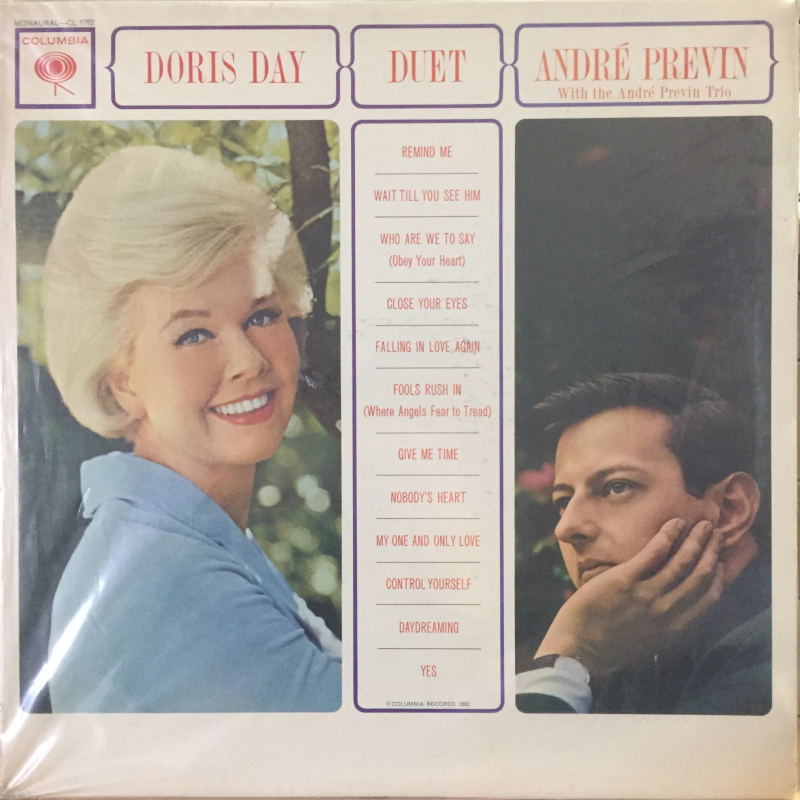 MONAURAL—CL 1752
COLUMBIA
DORIS DAY
DUET
ANDRÉ PREVIN
With the André Previn Trio
REMIND ME
WAIT TILL YOU SEE HIM
WHO ARE WE TO SAY
(Obey Your Heart)
CLOSE YOUR EYES
FALLING IN LOVE AGAIN
FOOLS RUSH IN
(Where Angels Fear to Tread)
GIVE ME TIME
NOBODY'S HEART
MY ONE AND ONLY LOVE
CONTROL YOURSELF
DAYDREAMING
YES
©COLUMBIA RECORDS 1962